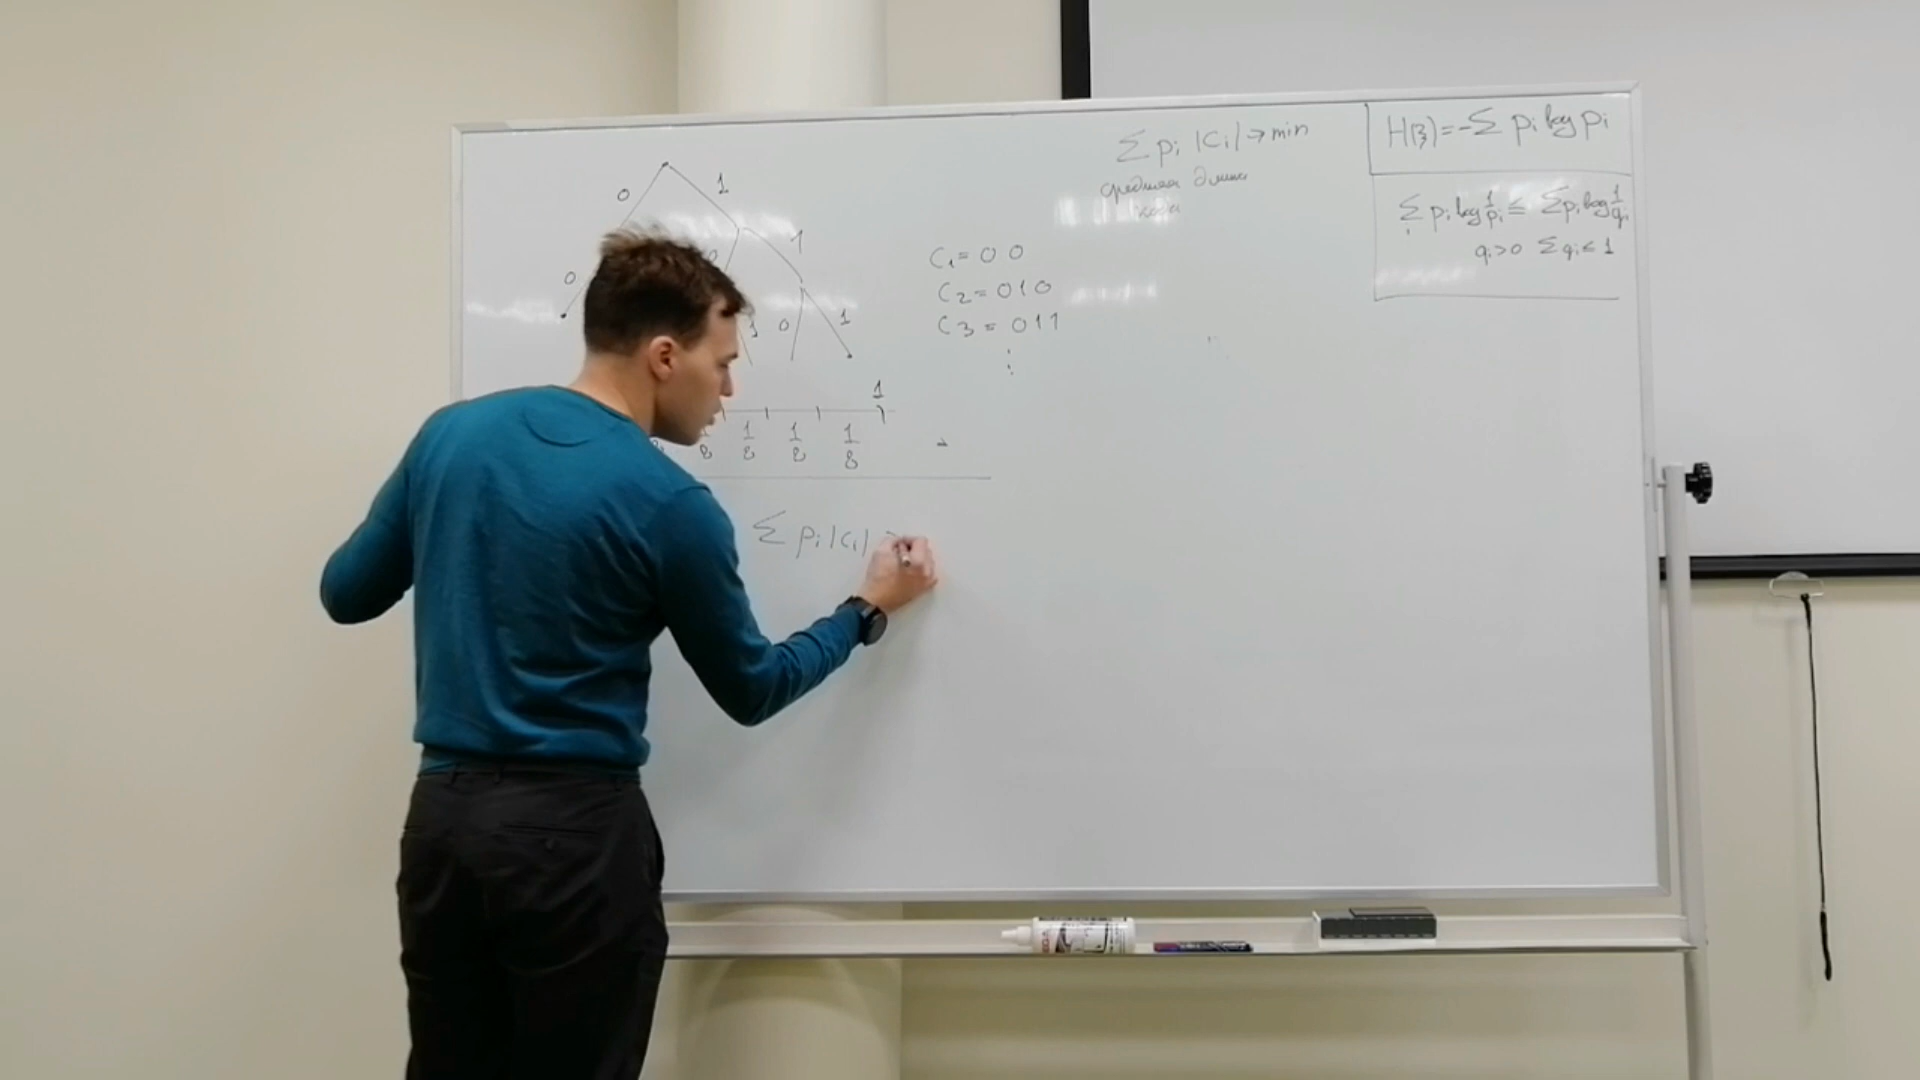 0 1
0 0 1
1 0 1
1
1/8 1/8 1/8 1/8
Σ pᵢ |cᵢ| ≥
C₁ = 0 0
C₂ = 0 1 0
C₃ = 0 1 1
⋮
Σ pᵢ |Cᵢ| → min
средняя длина
кода
H(ξ) = -Σ pᵢ log pᵢ
Σ pᵢ log 1/pᵢ ≤ Σ pᵢ log 1/qᵢ
qᵢ>0 Σ qᵢ ≤ 1